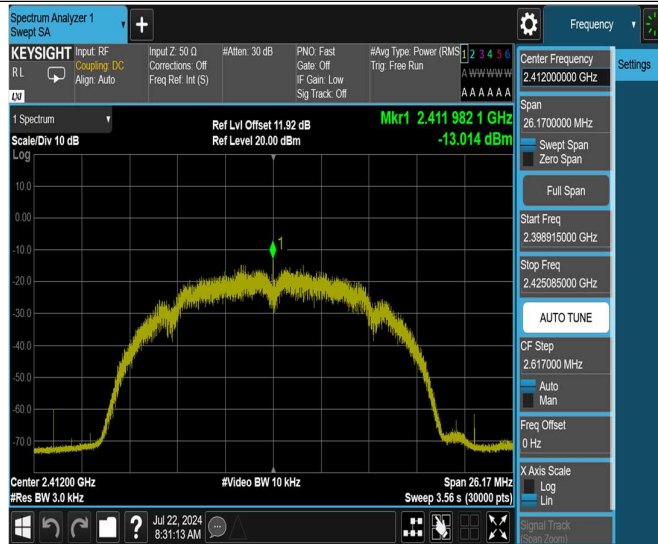 Spectrum Analyzer 1
Swept SA
Frequency
KEYSIGHT
RL
LXI
Input: RF
Coupling: DC
Align: Auto
Input Z: 50 Ω
Corrections: Off
Freq Ref: Int (S)
#Atten: 30 dB
PNO: Fast
Gate: Off
IF Gain: Low
Sig Track: Off
#Avg Type: Power (RMS
Trig: Free Run
1 2 3 4 5 6
A W W W W W
A A A A A A
1 Spectrum
Scale/Div 10 dB
Ref Lvl Offset 11.92 dB
Ref Level 20.00 dBm
Mkr1 2.411 982 1 GHz
-13.014 dBm
Log
10.0
0.00
-10.0
-20.0
-30.0
-40.0
-50.0
-60.0
-70.0
1
Center 2.41200 GHz
#Res BW 3.0 kHz
#Video BW 10 kHz
Span 26.17 MHz
Sweep 3.56 s (30000 pts)
Jul 22, 2024
8:31:13 AM
?
Center Frequency
2.412000000 GHz
Span
26.1700000 MHz
Swept Span
Zero Span
Full Span
Start Freq
2.398915000 GHz
Stop Freq
2.425085000 GHz
AUTO TUNE
CF Step
2.617000 MHz
Auto
Man
Freq Offset
0 Hz
X Axis Scale
Log
Lin
Signal Track
(Span Zoom)
Settings